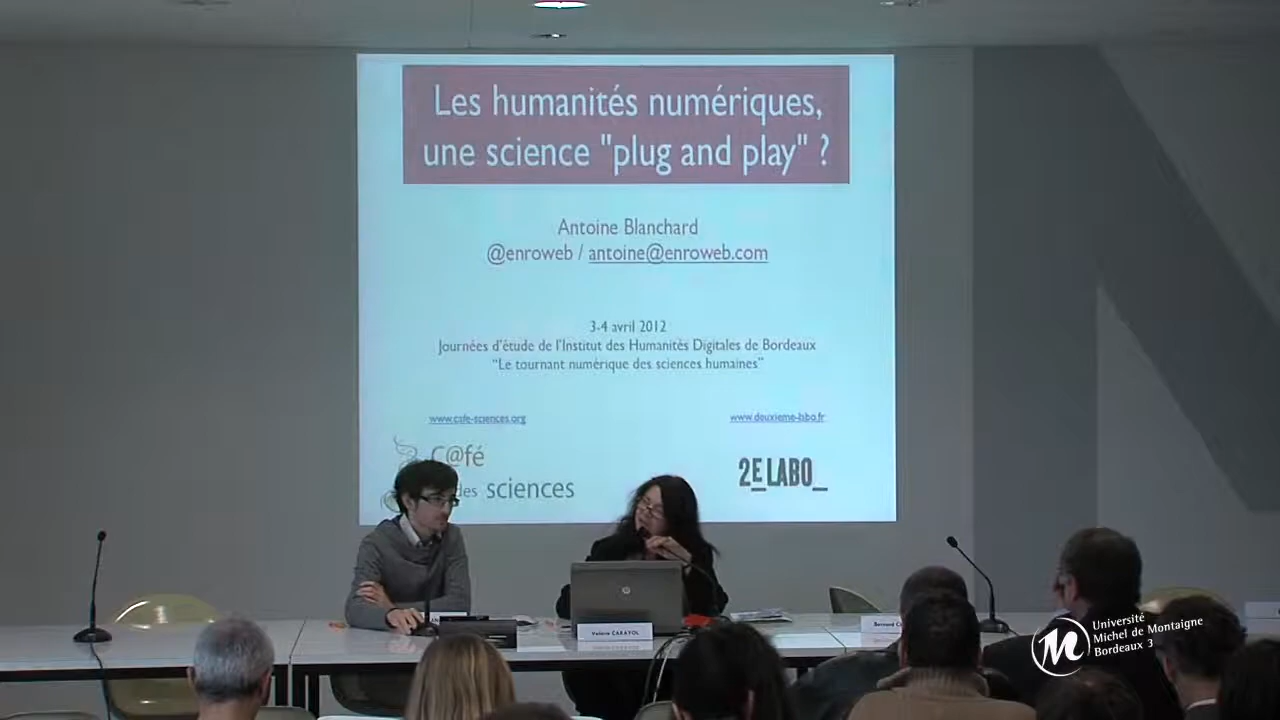 Les humanités numériques,
une science "plug and play" ?
Antoine Blanchard
@enroweb / antoine@enroweb.com
3-4 avril 2012
Journées d'étude de l'Institut des Humanités Digitales de Bordeaux
"Le tournant numérique des sciences humaines"
www.cafe-sciences.org
www.deuxieme-labo.fr
C@fé
des sciences
2E_LABO_
Valérie CARAYOL
Bernard
Université
Michel de Montaigne
Bordeaux 3